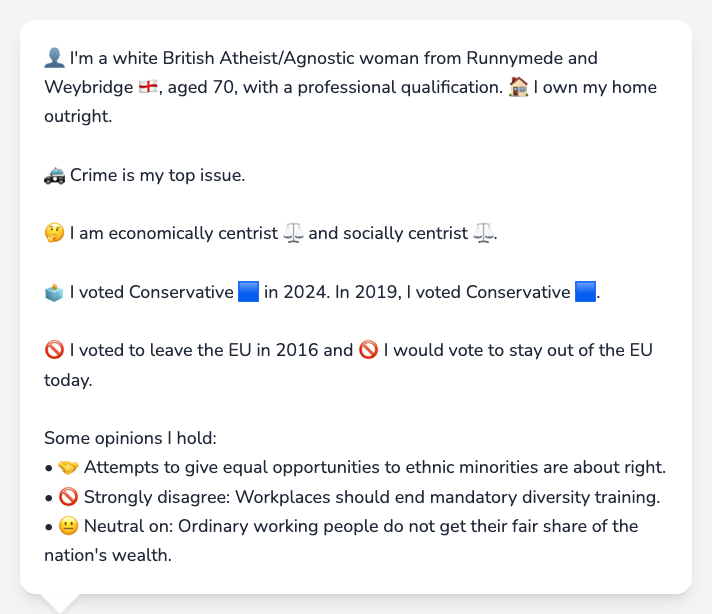 👤 I'm a white British Atheist/Agnostic woman from Runnymede and
Weybridge 🏴󠁧󠁢󠁥󠁮󠁧󠁿, aged 70, with a professional qualification. 🏠 I own my home
outright.
🚓 Crime is my top issue.
🤔 I am economically centrist ⚖️ and socially centrist ⚖️.
🗳️ I voted Conservative 🟦 in 2024. In 2019, I voted Conservative 🟦.
🚫 I voted to leave the EU in 2016 and 🚫 I would vote to stay out of the EU
today.
Some opinions I hold:
• 🤝 Attempts to give equal opportunities to ethnic minorities are about right.
• 🚫 Strongly disagree: Workplaces should end mandatory diversity training.
• 😐 Neutral on: Ordinary working people do not get their fair share of the
nation's wealth.